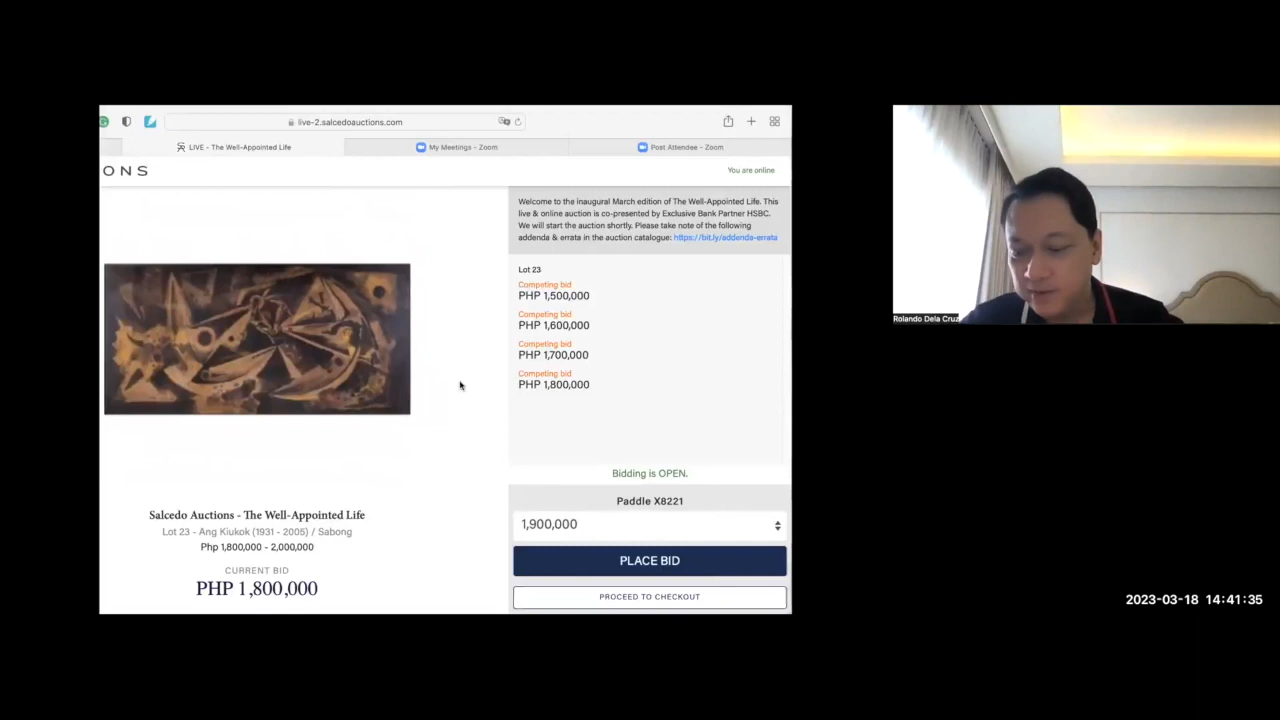 live-2.salcedoauctions.com
LIVE - The Well-Appointed Life
My Meetings - Zoom
Post Attendee - Zoom
ONS
You are online
Welcome to the inaugural March edition of The Well-Appointed Life. This
live & online auction is co-presented by Exclusive Bank Partner HSBC.
We will start the auction shortly. Please take note of the following
addenda & errata in the auction catalogue: https://bit.ly/addenda-errata
Lot 23
Competing bid
PHP 1,500,000
Competing bid
PHP 1,600,000
Competing bid
PHP 1,700,000
Competing bid
PHP 1,800,000
Bidding is OPEN.
Paddle X8221
1,900,000
PLACE BID
PROCEED TO CHECKOUT
Salcedo Auctions - The Well-Appointed Life
Lot 23 - Ang Kiukok (1931 - 2005) / Sabong
Php 1,800,000 - 2,000,000
CURRENT BID
PHP 1,800,000
Rolando Dela Cruz
2023-03-18 14:41:35